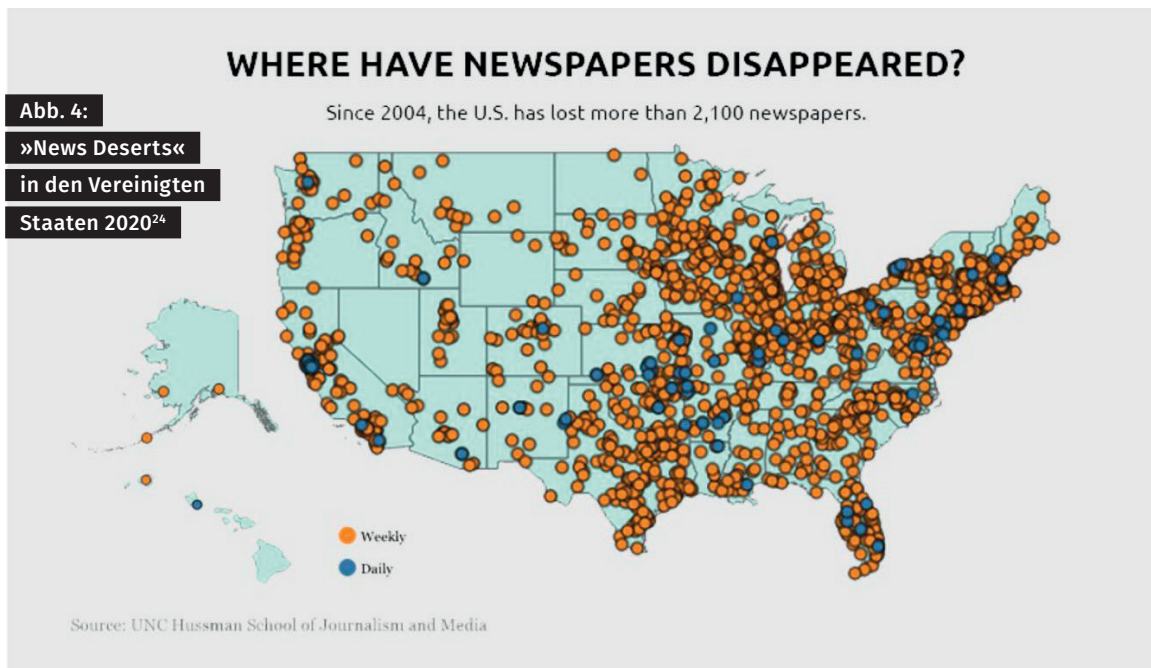 WHERE HAVE NEWSPAPERS DISAPPEARED?
Since 2004, the U.S. has lost more than 2,100 newspapers.
Abb. 4:
»News Deserts«
in den Vereinigten
Staaten 2020²⁴
Weekly
Daily
Source: UNC Hussman School of Journalism and Media